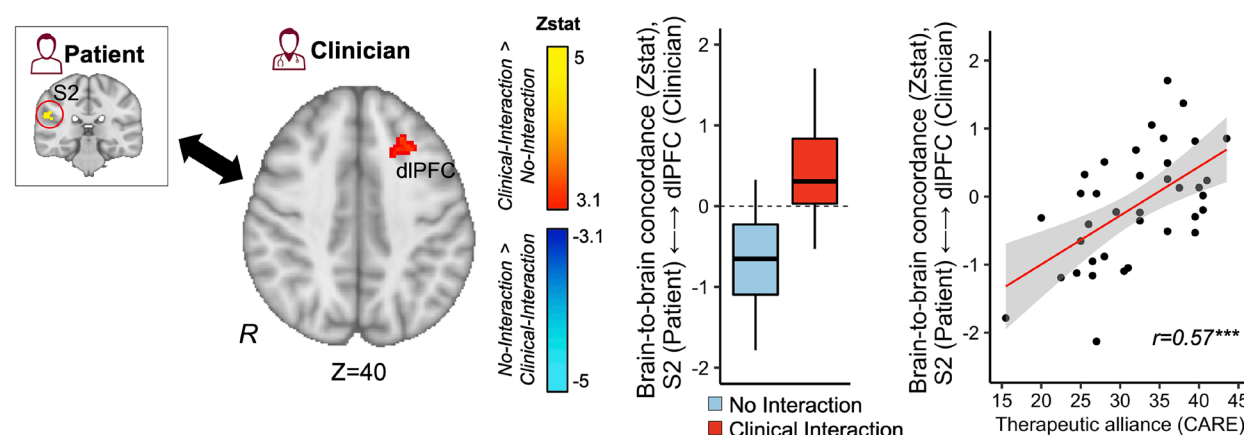 Patient
S2
Clinician
dlPFC
R
Z=40
Zstat
Clinical-Interaction >
No-Interaction
5
3.1
No-Interaction >
Clinical-Interaction
-3.1
-5
Brain-to-brain concordance (Zstat),
S2 (Patient) ←→ dlPFC (Clinician)
2
1
0
-1
-2
No Interaction
Clinical Interaction
Brain-to-brain concordance (Zstat),
S2 (Patient) ←→ dlPFC (Clinician)
2
1
0
-1
-2
r=0.57***
15 20 25 30 35 40 45
Therapeutic alliance (CARE)